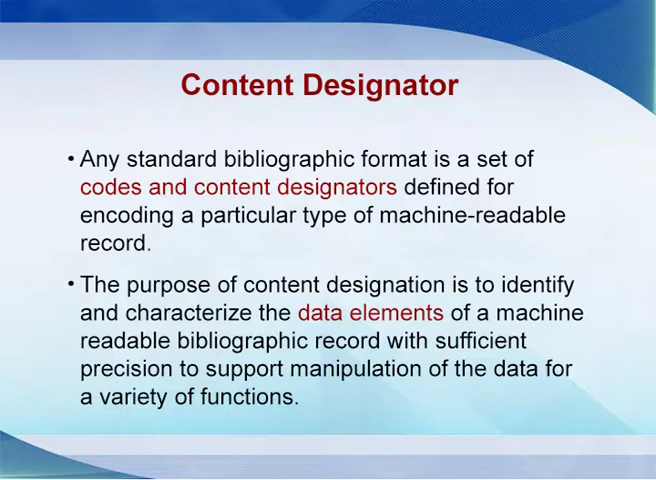 Content Designator
• Any standard bibliographic format is a set of
codes and content designators defined for
encoding a particular type of machine-readable
record.
• The purpose of content designation is to identify
and characterize the data elements of a machine
readable bibliographic record with sufficient
precision to support manipulation of the data for
a variety of functions.